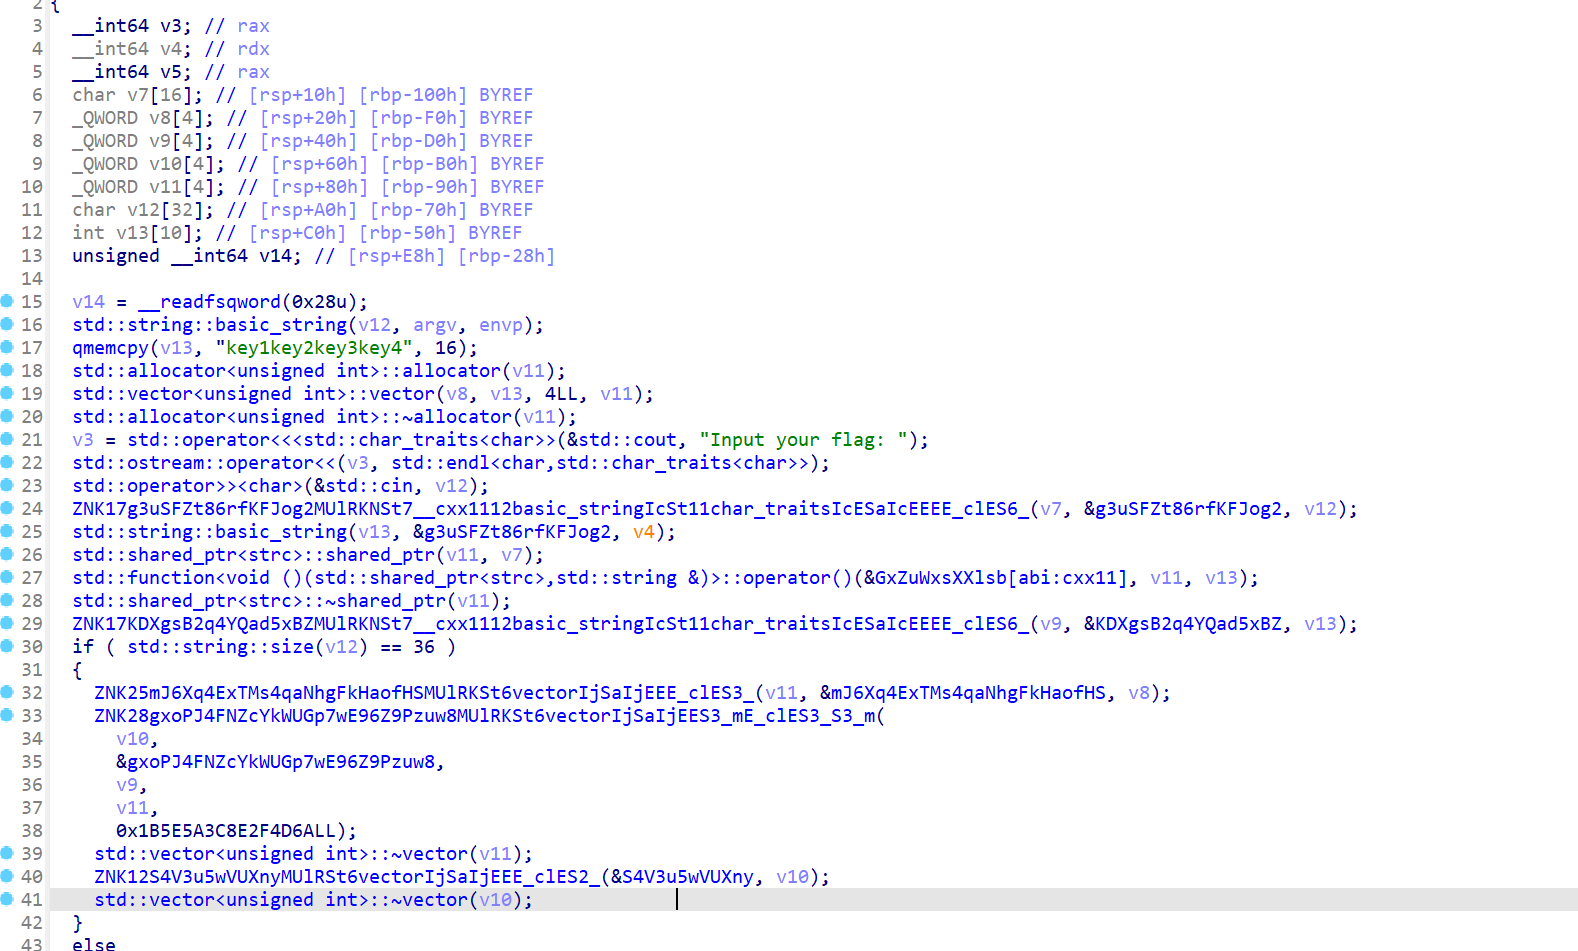 2 {
3 __int64 v3; // rax
4 __int64 v4; // rdx
5 __int64 v5; // rax
6 char v7[16]; // [rsp+10h] [rbp-100h] BYREF
7 _QWORD v8[4]; // [rsp+20h] [rbp-F0h] BYREF
8 _QWORD v9[4]; // [rsp+40h] [rbp-D0h] BYREF
9 _QWORD v10[4]; // [rsp+60h] [rbp-B0h] BYREF
10 _QWORD v11[4]; // [rsp+80h] [rbp-90h] BYREF
11 char v12[32]; // [rsp+A0h] [rbp-70h] BYREF
12 int v13[10]; // [rsp+C0h] [rbp-50h] BYREF
13 unsigned __int64 v14; // [rsp+E8h] [rbp-28h]
14
15 v14 = __readfsqword(0x28u);
16 std::string::basic_string(v12, argv, envp);
17 qmemcpy(v13, "key1key2key3key4", 16);
18 std::allocator<unsigned int>::allocator(v11);
19 std::vector<unsigned int>::vector(v8, v13, 4LL, v11);
20 std::allocator<unsigned int>::~allocator(v11);
21 v3 = std::operator<<<std::char_traits<char>>(&std::cout, "Input your flag: ");
22 std::ostream::operator<<(v3, std::endl<char,std::char_traits<char>>);
23 std::operator>><char>(&std::cin, v12);
24 ZNK17g3uSFZt86rfKFJog2MUlRKNSt7__cxx1112basic_stringIcSt11char_traitsIcESaIcEEEE_clES6_(v7, &g3uSFZt86rfKFJog2, v12);
25 std::string::basic_string(v13, &g3uSFZt86rfKFJog2, v4);
26 std::shared_ptr<strc>::shared_ptr(v11, v7);
27 std::function<void ()(std::shared_ptr<strc>,std::string &)>::operator()(&GxZuWxsXXlsb[abi:cxx11], v11, v13);
28 std::shared_ptr<strc>::~shared_ptr(v11);
29 ZNK17KDXgsB2q4YQad5xBZMUlRKNSt7__cxx1112basic_stringIcSt11char_traitsIcESaIcEEEE_clES6_(v9, &KDXgsB2q4YQad5xBZ, v13);
30 if ( std::string::size(v12) == 36 )
31 {
32 ZNK25mJ6Xq4ExTMs4qaNhgFkHaofHSMUlRKSt6vectorIjSaIjEEE_clES3_(v11, &mJ6Xq4ExTMs4qaNhgFkHaofHS, v8);
33 ZNK28gxoPJ4FNZcYkWUGp7wE96Z9Pzuw8MUlRKSt6vectorIjSaIjEES3_mE_clES3_S3_m(
34 v10,
35 &gxoPJ4FNZcYkWUGp7wE96Z9Pzuw8,
36 v9,
37 v11,
38 0x1B5E5A3C8E2F4D6ALL);
39 std::vector<unsigned int>::~vector(v11);
40 ZNK12S4V3u5wVUXnyMUlRSt6vectorIjSaIjEEE_clES2_(&S4V3u5wVUXny, v10);
41 std::vector<unsigned int>::~vector(v10);
42 }
43 else